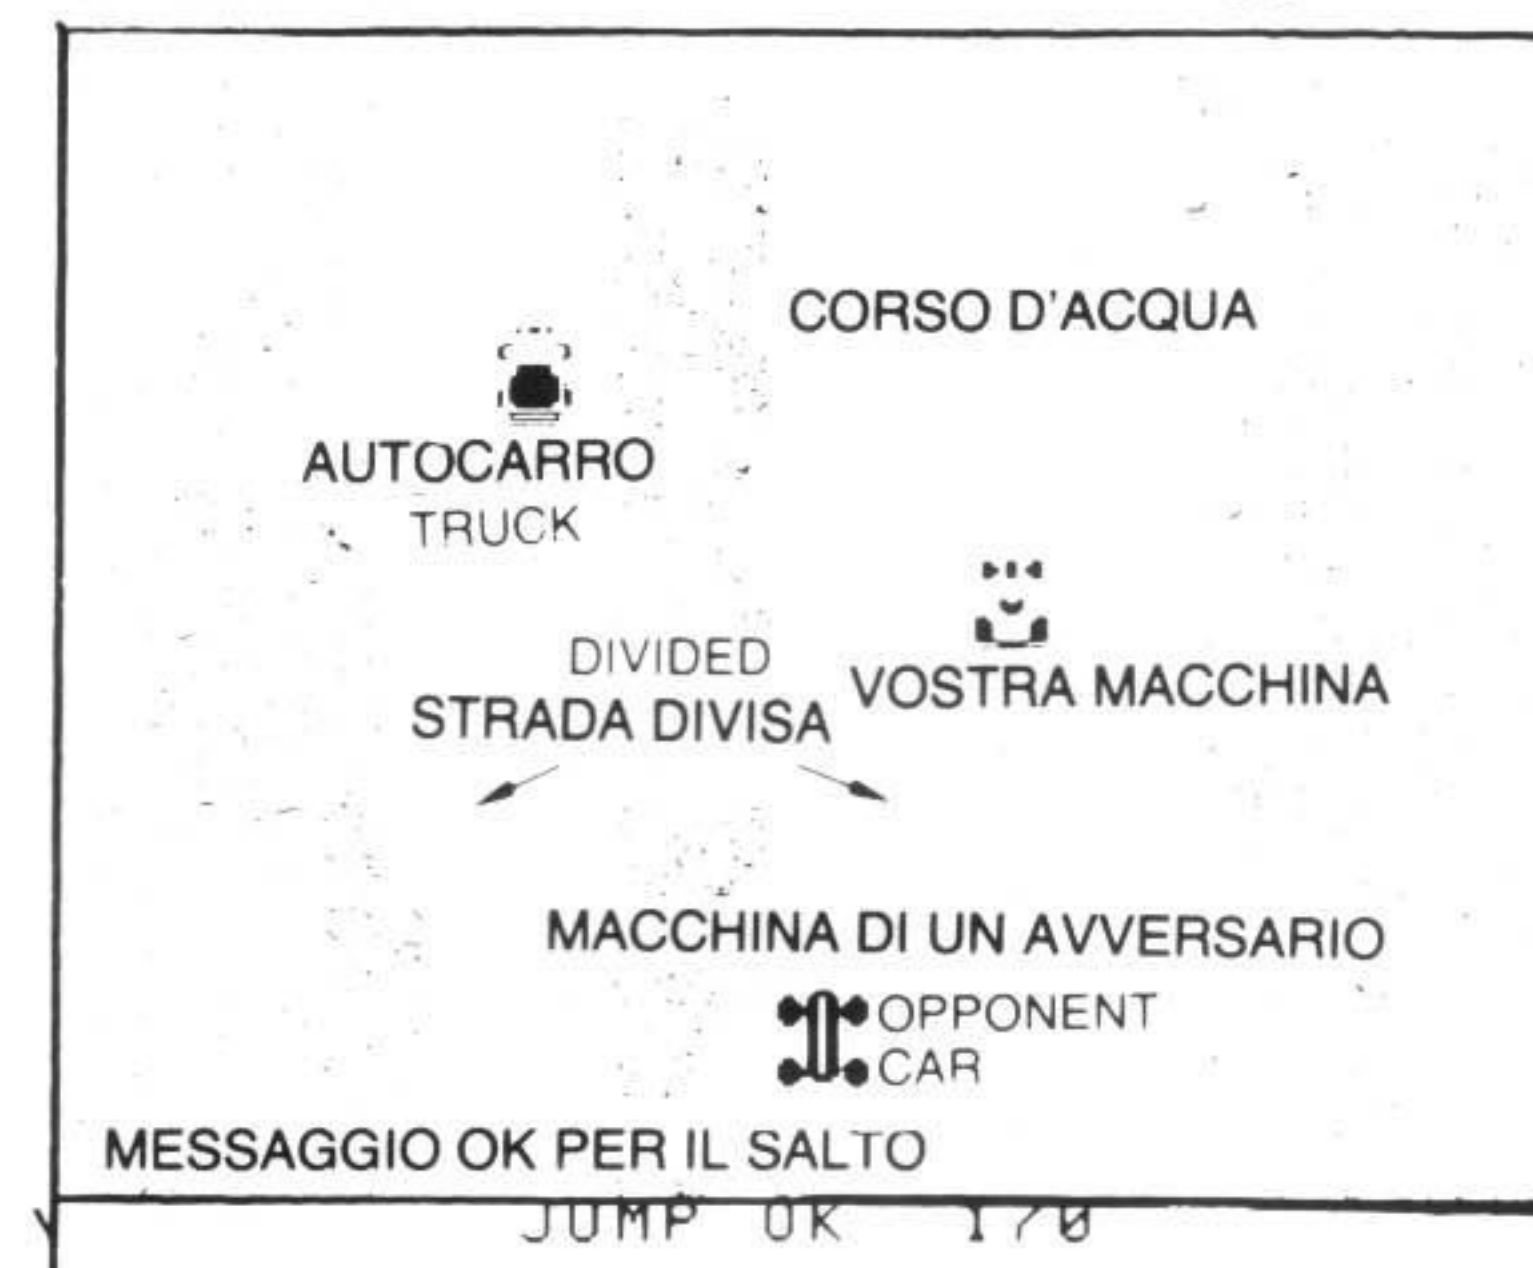 CORSO D'ACQUA
AUTOCARRO
TRUCK
DIVIDED
STRADA DIVISA
VOSTRA MACCHINA
MACCHINA DI UN AVVERSARIO
OPPONENT
CAR
MESSAGGIO OK PER IL SALTO
JUMP OK 170